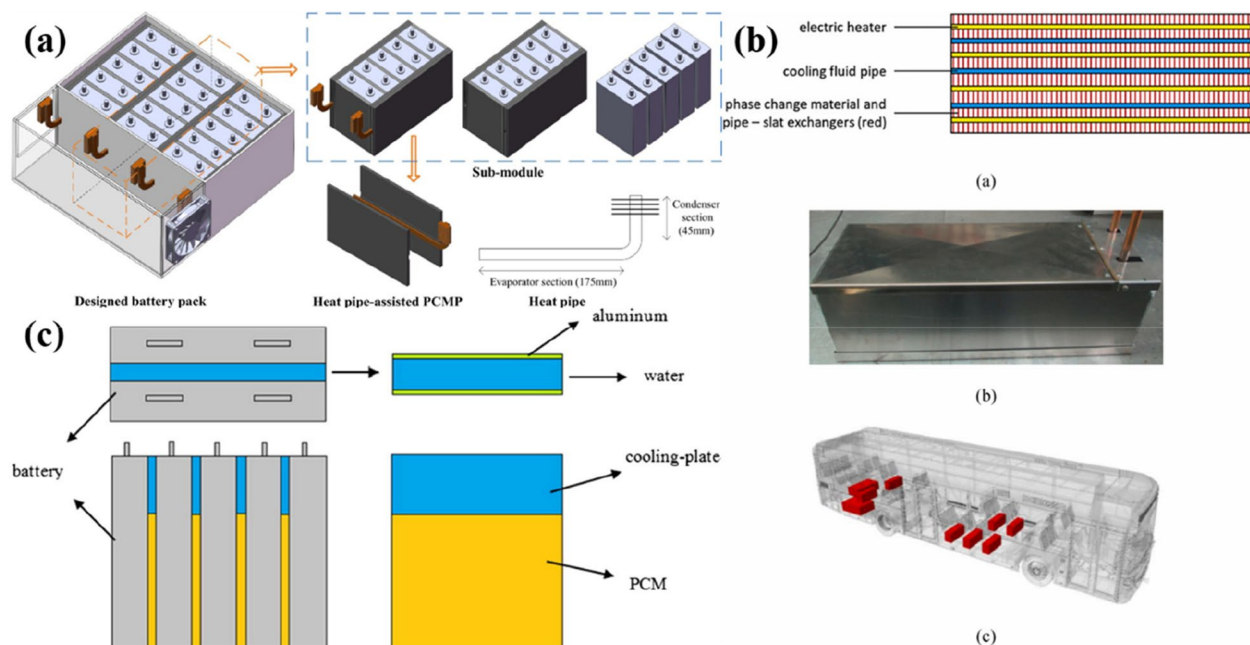 (a)
Sub-module
Condenser
section
(45mm)
Evaporator section (175mm)
Designed battery pack
Heat pipe-assisted PCMP
Heat pipe
(b)
electric heater
cooling fluid pipe
phase change material and
pipe – slat exchangers (red)
(a)
(b)
(c)
(c)
aluminum
water
battery
cooling-plate
PCM